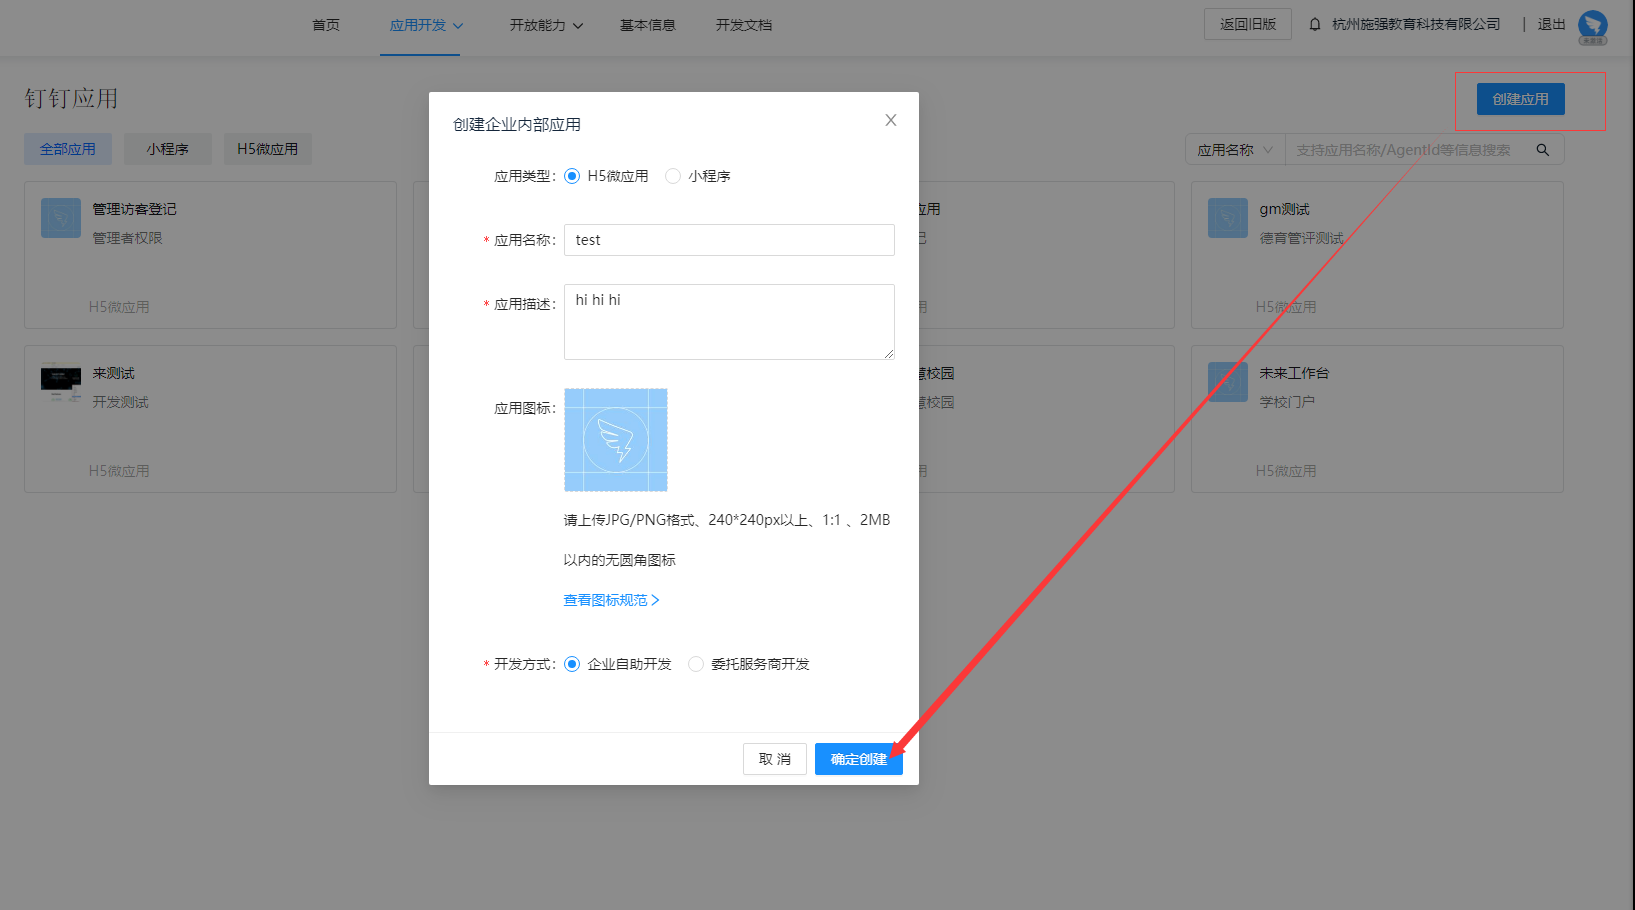 首页 应用开发 开放能力 基本信息 开发文档 返回旧版 杭州施强教育科技有限公司 | 退出
钉钉应用
创建应用
全部应用 小程序 H5微应用
应用名称 支持应用名称/AgentId等信息搜索
管理访客登记
管理者权限
H5微应用
应用
gm测试
德育管评测试
H5微应用
来测试
开发测试
H5微应用
慧校园
慧校园
未来工作台
学校门户
H5微应用
创建企业内部应用
应用类型: H5微应用 小程序
* 应用名称: test
* 应用描述: hi hi hi
应用图标:
请上传JPG/PNG格式、240*240px以上、1:1 、2MB
以内的无圆角图标
查看图标规范
* 开发方式: 企业自助开发 委托服务商开发
取 消 确定创建